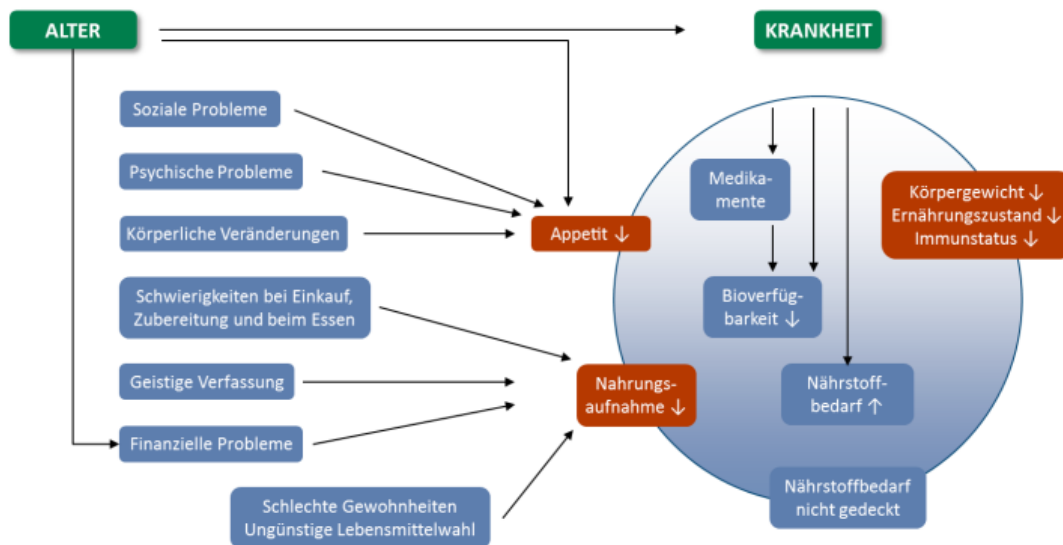 ALTER
KRANKHEIT
Soziale Probleme
Psychische Probleme
Körperliche Veränderungen
Schwierigkeiten bei Einkauf,
Zubereitung und beim Essen
Geistige Verfassung
Finanzielle Probleme
Schlechte Gewohnheiten
Ungünstige Lebensmittelwahl
Appetit ↓
Nahrungs-
aufnahme ↓
Medika-
mente
Bioverfüg-
barkeit ↓
Nährstoff-
bedarf ↑
Körpergewicht ↓
Ernährungszustand ↓
Immunstatus ↓
Nährstoffbedarf
nicht gedeckt